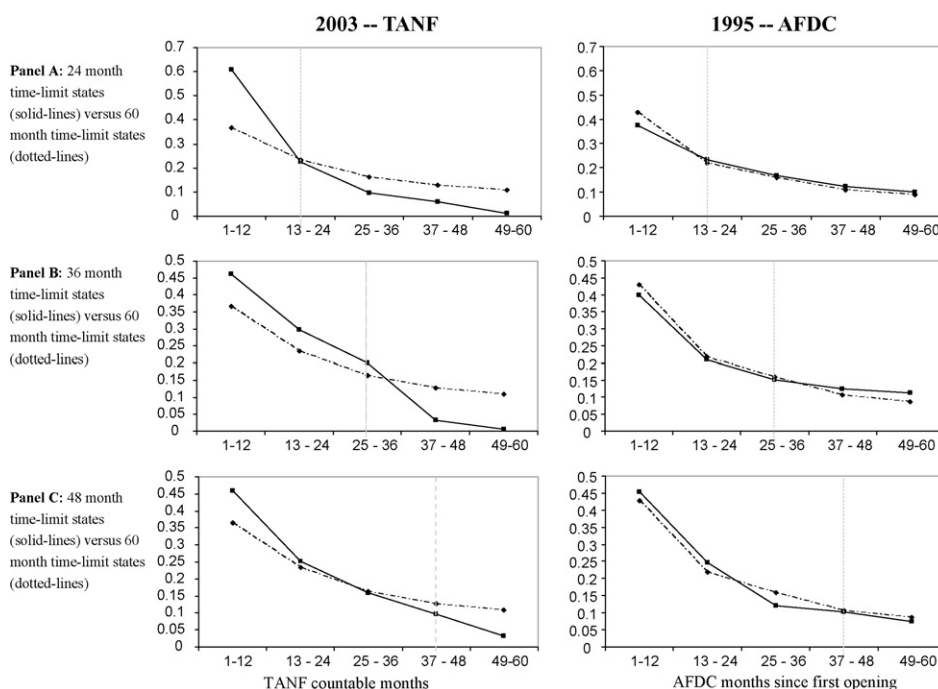 2003 -- TANF
1995 -- AFDC
Panel A: 24 month
time-limit states
(solid-lines) versus 60
month time-limit states
(dotted-lines)
0.7
0.6
0.5
0.4
0.3
0.2
0.1
0
1-12 13 - 24 25 - 36 37 - 48 49-60
0.7
0.6
0.5
0.4
0.3
0.2
0.1
0
1-12 13 - 24 25 - 36 37 - 48 49-60
Panel B: 36 month
time-limit states
(solid-lines) versus 60
month time-limit states
(dotted-lines)
0.5
0.45
0.4
0.35
0.3
0.25
0.2
0.15
0.1
0.05
0
1-12 13 - 24 25 - 36 37 - 48 49-60
0.5
0.45
0.4
0.35
0.3
0.25
0.2
0.15
0.1
0.05
0
1-12 13 - 24 25 - 36 37 - 48 49-60
Panel C: 48 month
time-limit states
(solid-lines) versus 60
month time-limit states
(dotted-lines)
0.5
0.45
0.4
0.35
0.3
0.25
0.2
0.15
0.1
0.05
0
1-12 13 - 24 25 - 36 37 - 48 49-60
TANF countable months
0.5
0.45
0.4
0.35
0.3
0.25
0.2
0.15
0.1
0.05
0
1-12 13 - 24 25 - 36 37 - 48 49-60
AFDC months since first opening